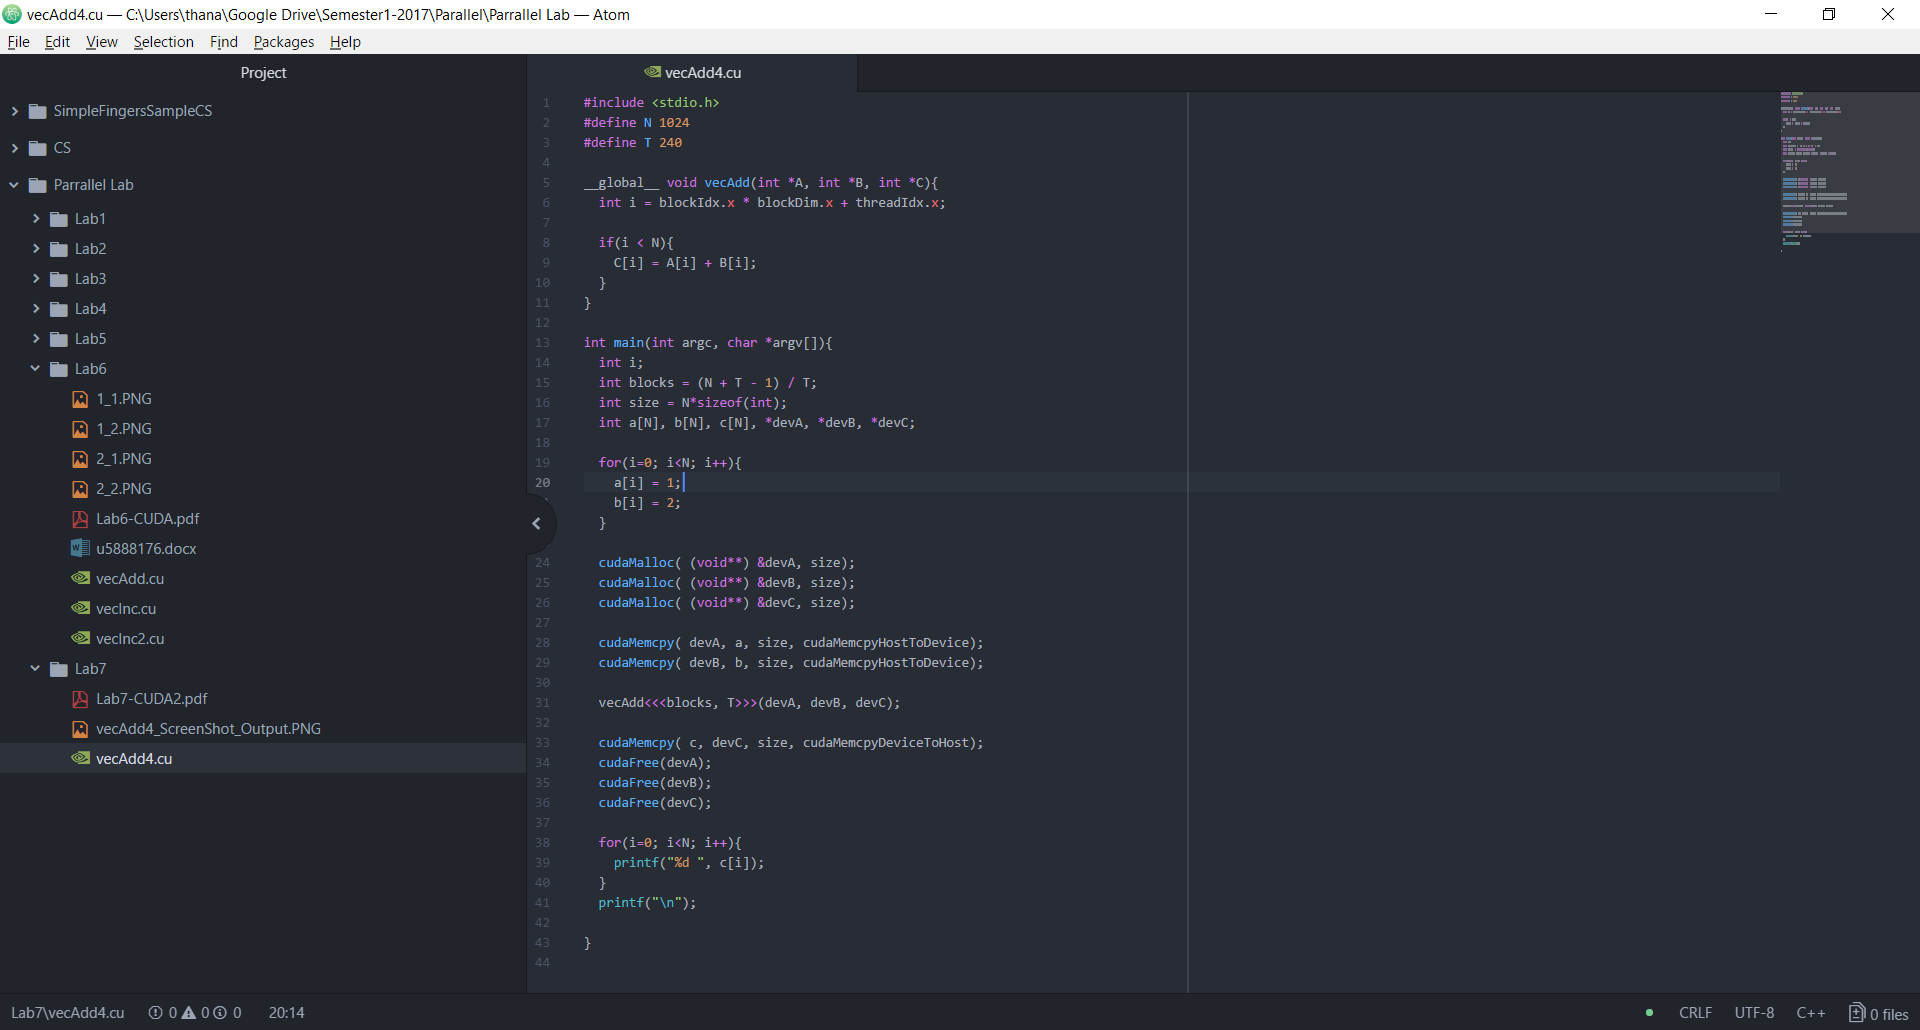 vecAdd4.cu — C:\Users\thana\Google Drive\Semester1-2017\Parallel\Parrallel Lab — Atom
File Edit View Selection Find Packages Help
Project
SimpleFingersSampleCS
CS
Parrallel Lab
Lab1
Lab2
Lab3
Lab4
Lab5
Lab6
1_1.PNG
1_2.PNG
2_1.PNG
2_2.PNG
Lab6-CUDA.pdf
u5888176.docx
vecAdd.cu
vecInc.cu
vecInc2.cu
Lab7
Lab7-CUDA2.pdf
vecAdd4_ScreenShot_Output.PNG
vecAdd4.cu
vecAdd4.cu
1 #include <stdio.h>
2 #define N 1024
3 #define T 240
4
5 __global__ void vecAdd(int *A, int *B, int *C){
6   int i = blockIdx.x * blockDim.x + threadIdx.x;
7
8   if(i < N){
9     C[i] = A[i] + B[i];
10   }
11 }
12
13 int main(int argc, char *argv[]){
14   int i;
15   int blocks = (N + T - 1) / T;
16   int size = N*sizeof(int);
17   int a[N], b[N], c[N], *devA, *devB, *devC;
18
19   for(i=0; i<N; i++){
20     a[i] = 1;
    b[i] = 2;
  }
24   cudaMalloc( (void**) &devA, size);
25   cudaMalloc( (void**) &devB, size);
26   cudaMalloc( (void**) &devC, size);
27
28   cudaMemcpy( devA, a, size, cudaMemcpyHostToDevice);
29   cudaMemcpy( devB, b, size, cudaMemcpyHostToDevice);
30
31   vecAdd<<<blocks, T>>>(devA, devB, devC);
32
33   cudaMemcpy( c, devC, size, cudaMemcpyDeviceToHost);
34   cudaFree(devA);
35   cudaFree(devB);
36   cudaFree(devC);
37
38   for(i=0; i<N; i++){
39     printf("%d ", c[i]);
40   }
41   printf("\n");
42
43 }
44
Lab7\vecAdd4.cu 0 0 0 20:14 CRLF UTF-8 C++ 0 files